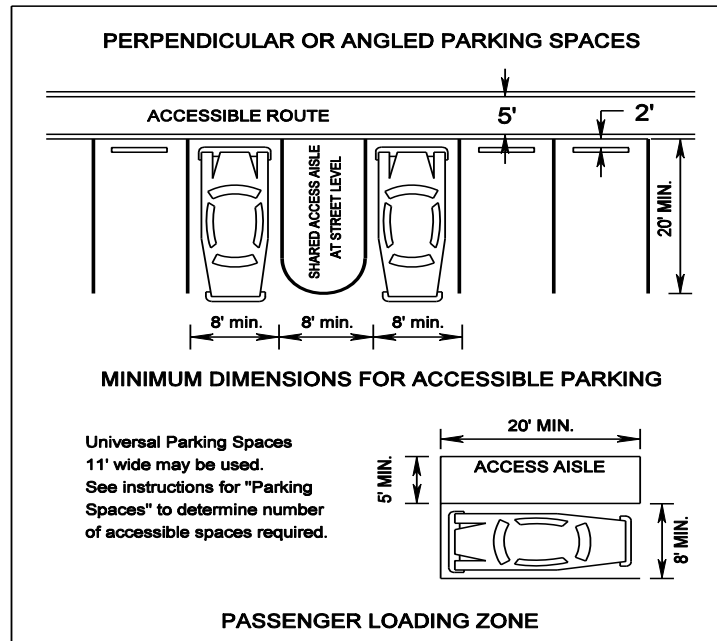 PERPENDICULAR OR ANGLED PARKING SPACES
ACCESSIBLE ROUTE
5'
2'
SHARED ACCESS AISLE
AT STREET LEVEL
20' MIN.
8' min.
8' min.
8' min.
MINIMUM DIMENSIONS FOR ACCESSIBLE PARKING
Universal Parking Spaces
11' wide may be used.
See instructions for "Parking
Spaces" to determine number
of accessible spaces required.
20' MIN.
5' MIN.
ACCESS AISLE
8' MIN.
PASSENGER LOADING ZONE